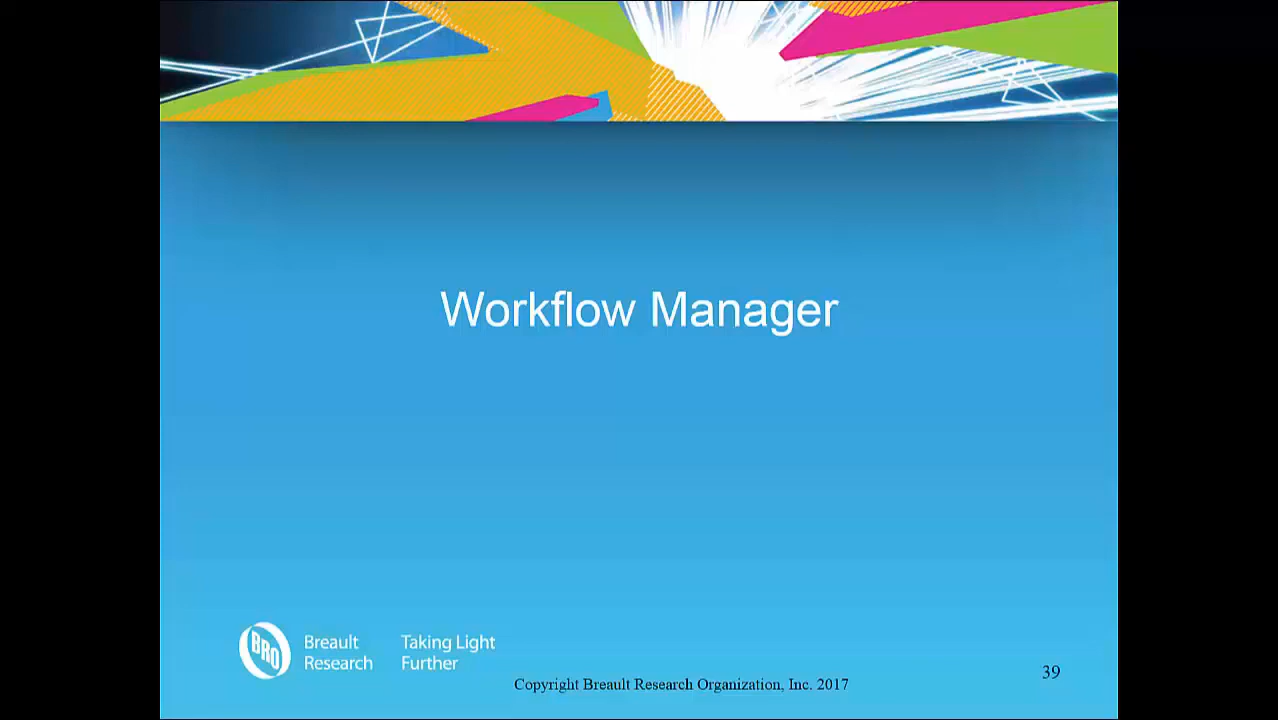 Workflow Manager
BRO
Breault Research
Taking Light Further
Copyright Breault Research Organization, Inc. 2017
39